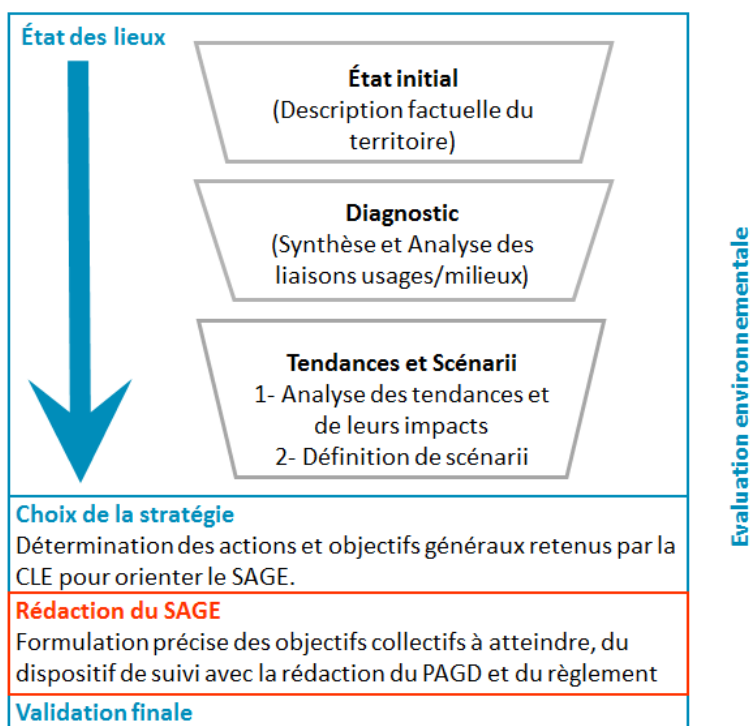 État des lieux
État initial
(Description factuelle du
territoire)
Diagnostic
(Synthèse et Analyse des
liaisons usages/milieux)
Tendances et Scénarii
1- Analyse des tendances et
de leurs impacts
2- Définition de scénarii
Choix de la stratégie
Détermination des actions et objectifs généraux retenus par la
CLE pour orienter le SAGE.
Rédaction du SAGE
Formulation précise des objectifs collectifs à atteindre, du
dispositif de suivi avec la rédaction du PAGD et du règlement
Validation finale
Evaluation environnementale